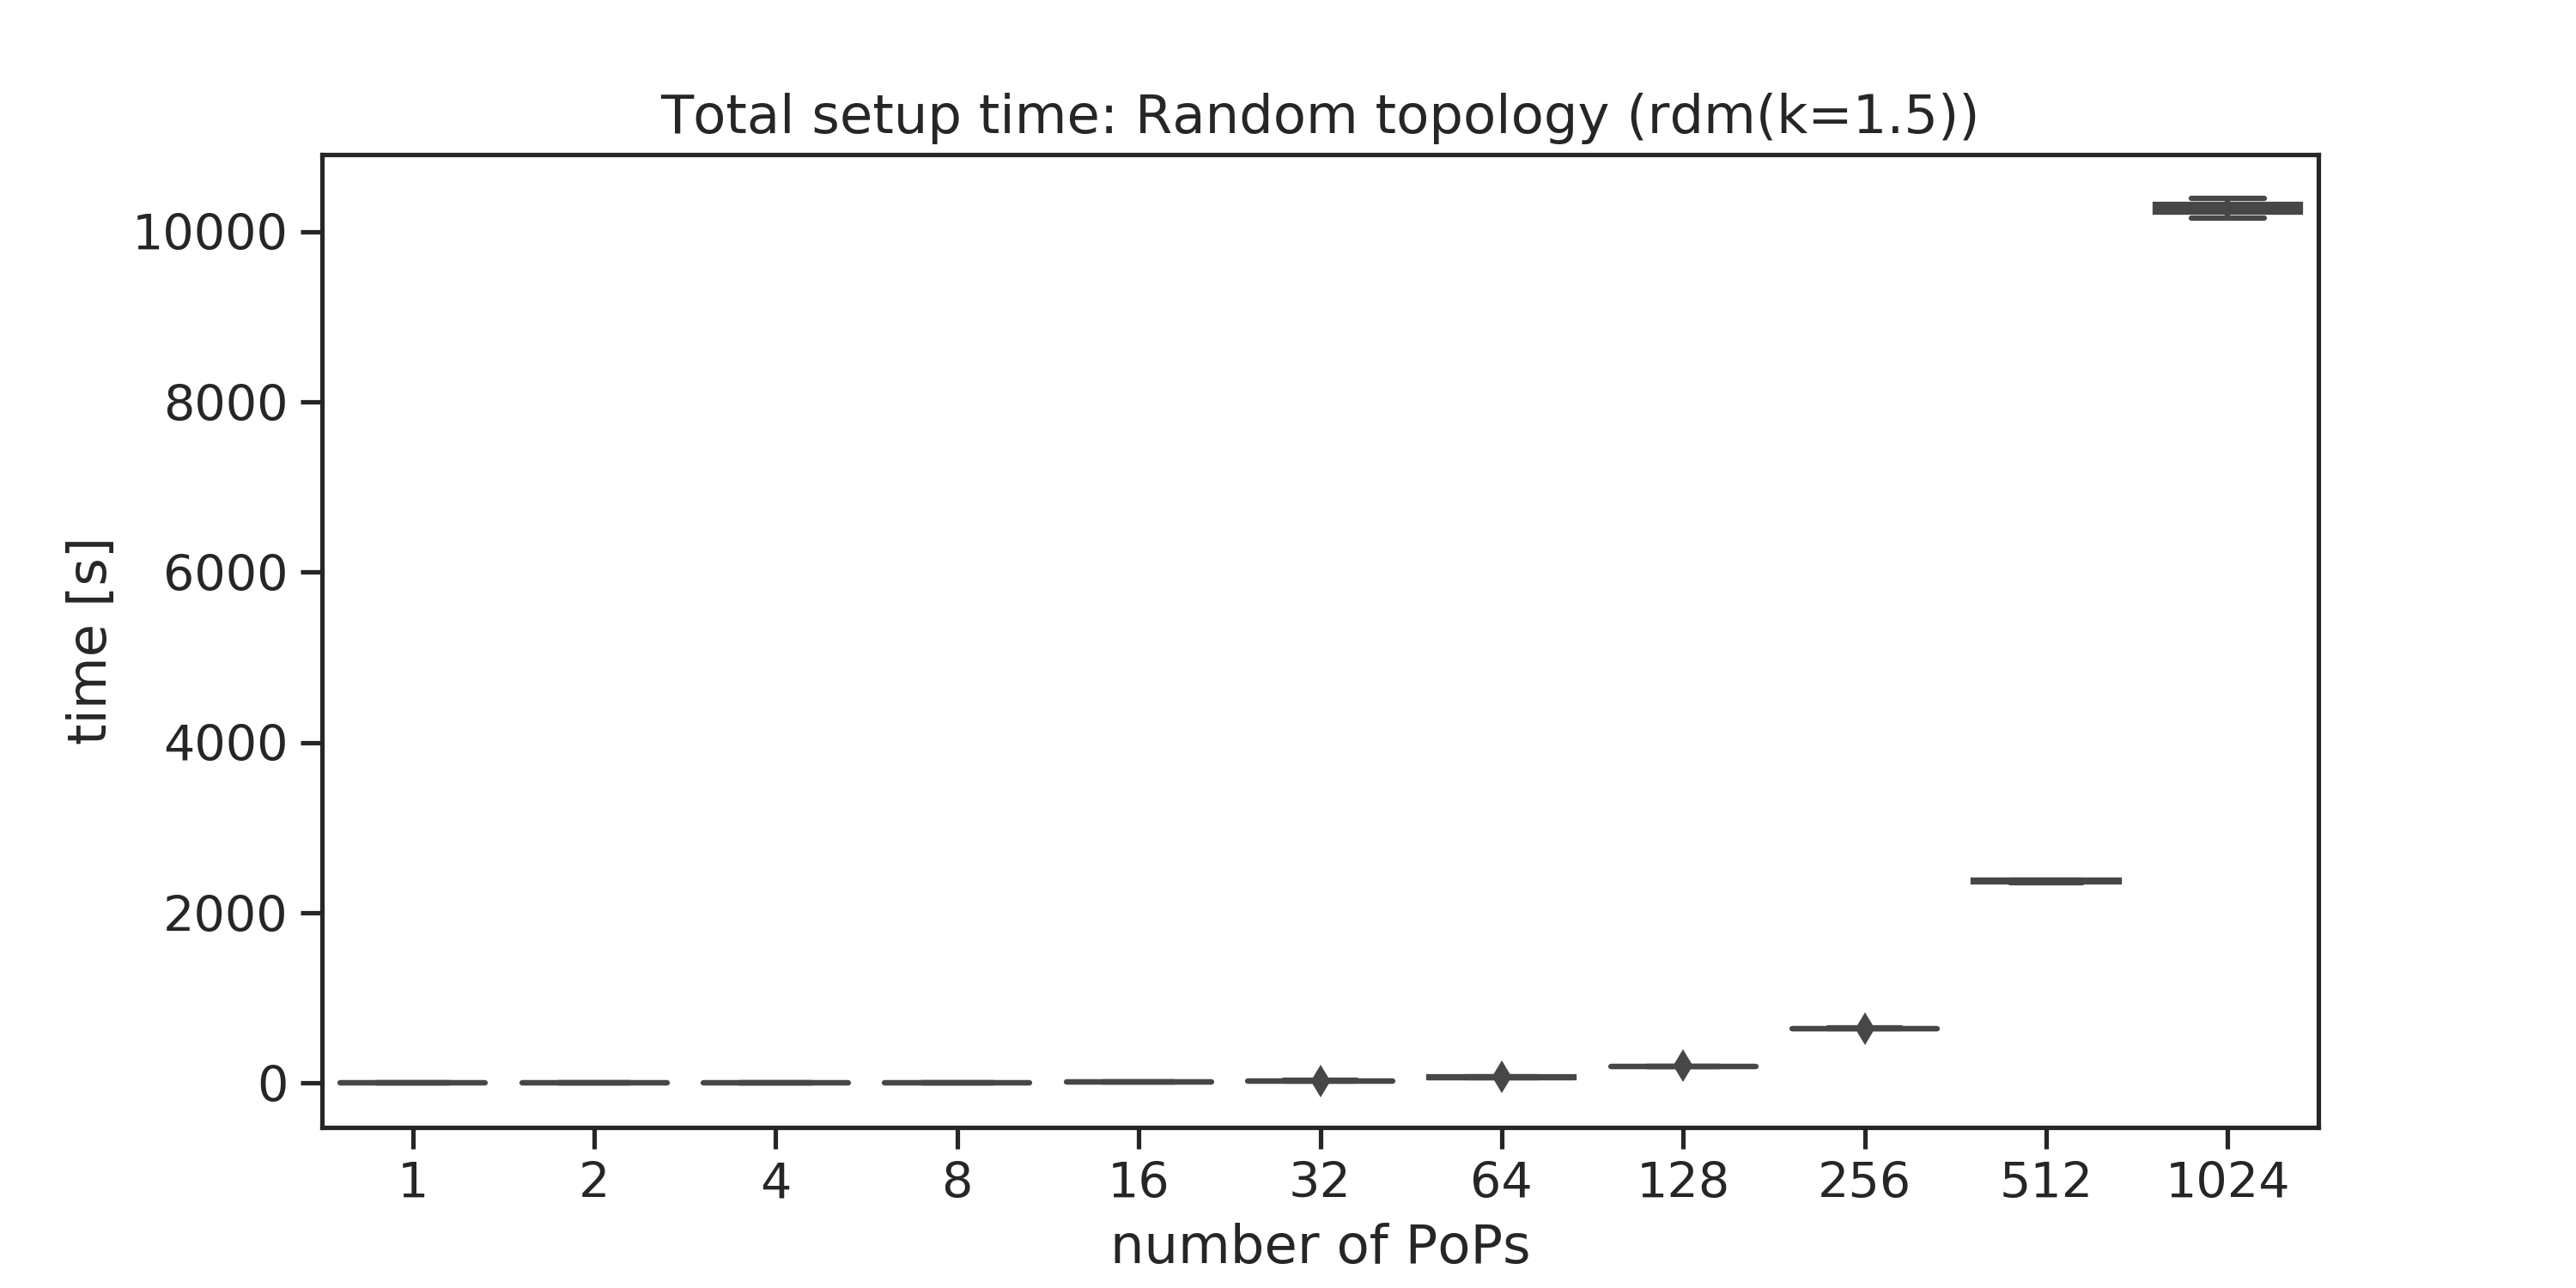 Total setup time: Random topology (rdm(k=1.5))
10000
8000
6000
4000
2000
0
time [s]
1 2 4 8 16 32 64 128 256 512 1024
number of PoPs